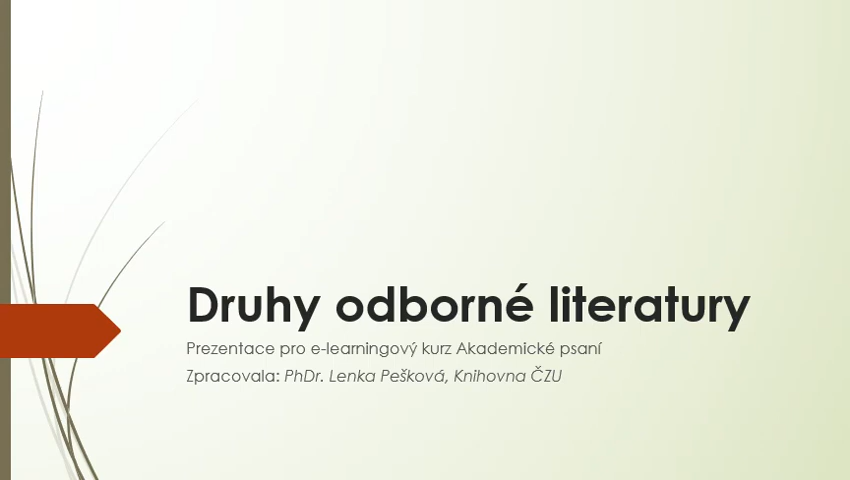 Druhy odborné literatury
Prezentace pro e-learningový kurz Akademické psaní
Zpracovala: PhDr. Lenka Pešková, Knihovna ČZU